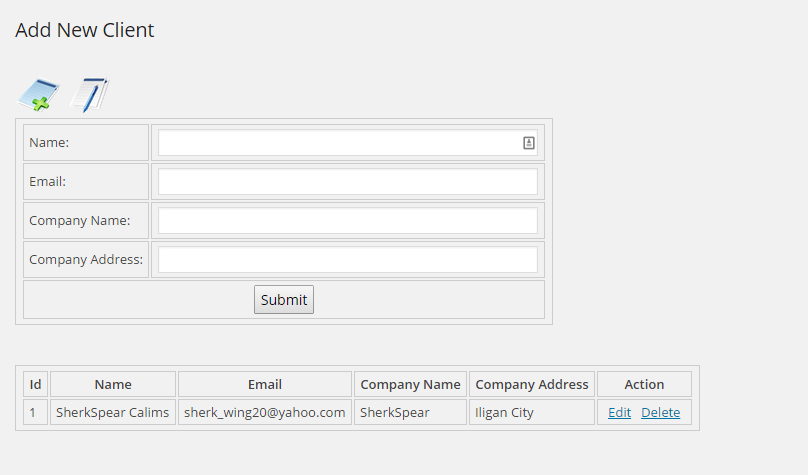 Add New Client
Name:
Email:
Company Name:
Company Address:
Submit
Id Name Email Company Name Company Address Action
1 SherkSpear Calims sherk_wing20@yahoo.com SherkSpear Iligan City Edit Delete